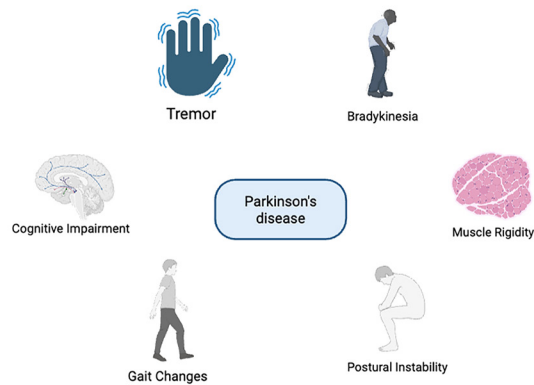 Tremor
Bradykinesia
Cognitive Impairment
Parkinson's
disease
Muscle Rigidity
Gait Changes
Postural Instability